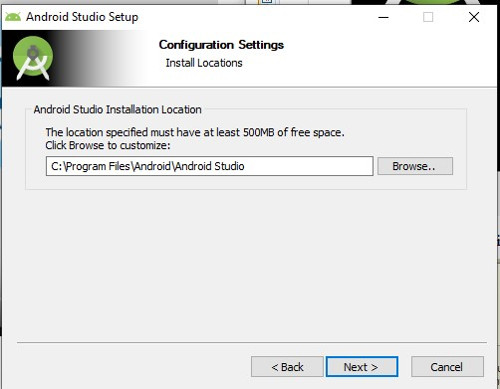 Android Studio Setup
Configuration Settings
Install Locations
Android Studio Installation Location
The location specified must have at least 500MB of free space.
Click Browse to customize:
C:\Program Files\Android\Android Studio
Browse..
< Back
Next >
Cancel